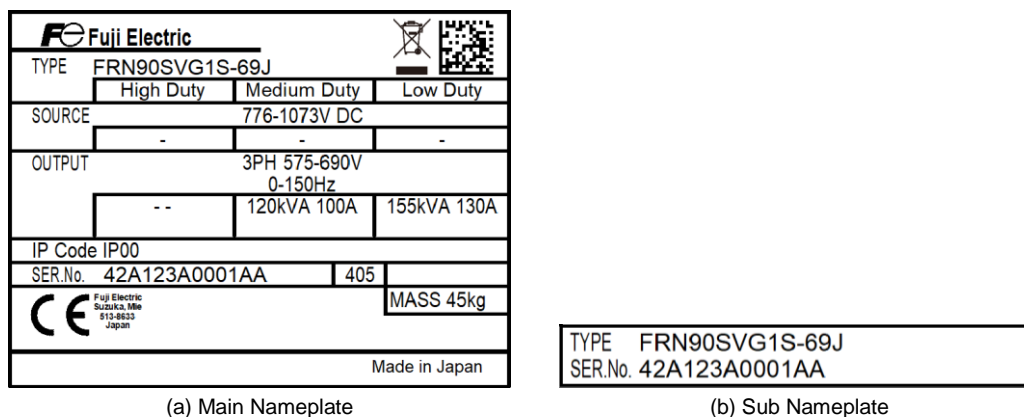 Fe Fuji Electric
TYPE FRN90SVG1S-69J
High Duty Medium Duty Low Duty
SOURCE 776-1073V DC
- - -
OUTPUT 3PH 575-690V
0-150Hz
- - 120kVA 100A 155kVA 130A
IP Code IP00
SER.No. 42A123A0001AA 405
CE Fuji Electric
Suzuka, Mie
513-8633
Japan
MASS 45kg
Made in Japan
(a) Main Nameplate
TYPE FRN90SVG1S-69J
SER.No. 42A123A0001AA
(b) Sub Nameplate